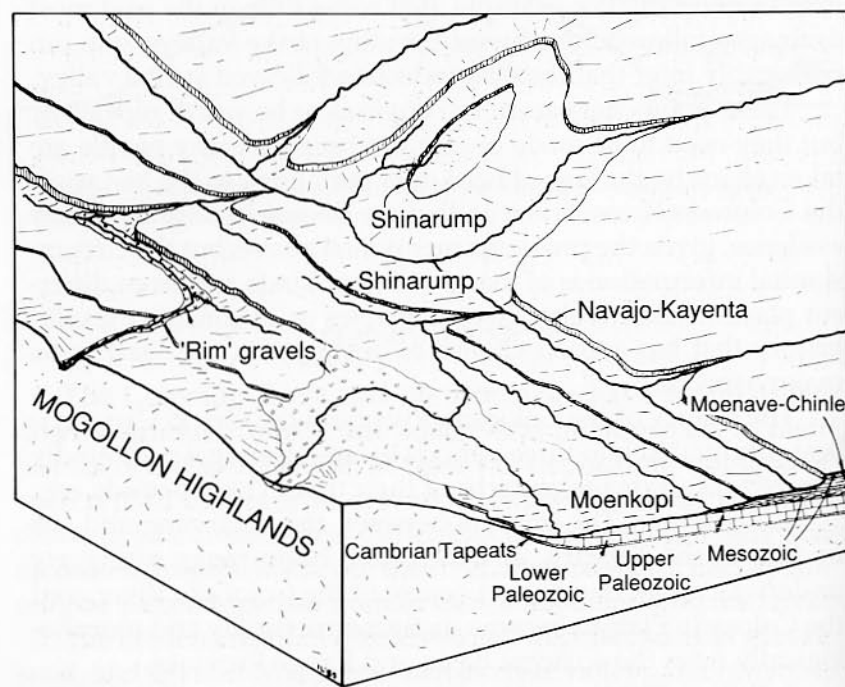 Shinarump
Shinarump
Navajo-Kayenta
'Rim' gravels
Moenave-Chinle
MOGOLLON HIGHLANDS
Moenkopi
Cambrian Tapeats
Lower
Paleozoic
Upper
Paleozoic
Mesozoic